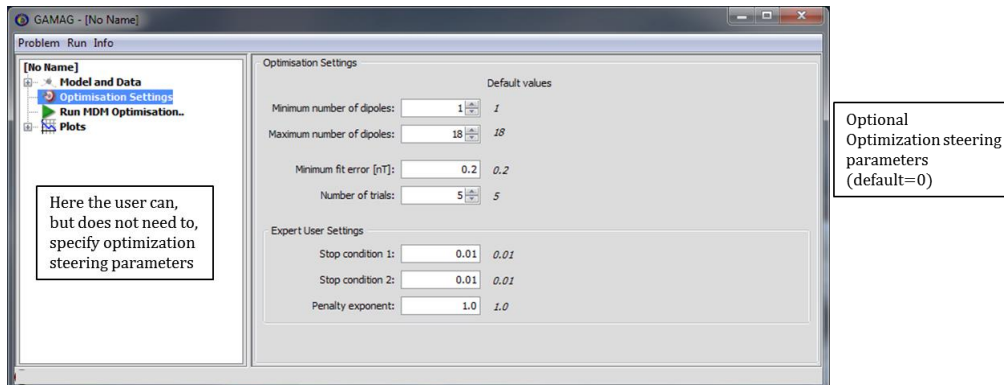 GAMAG - [No Name]
Problem Run Info
[No Name]
Model and Data
Optimisation Settings
Run MDM Optimisation..
Plots
Here the user can,
but does not need to,
specify optimization
steering parameters
Optimisation Settings
Default values
Minimum number of dipoles: 1 1
Maximum number of dipoles: 18 18
Minimum fit error [nT]: 0.2 0.2
Number of trials: 5 5
Expert User Settings
Stop condition 1: 0.01 0.01
Stop condition 2: 0.01 0.01
Penalty exponent: 1.0 1.0
Optional
Optimization steering
parameters
(default=0)